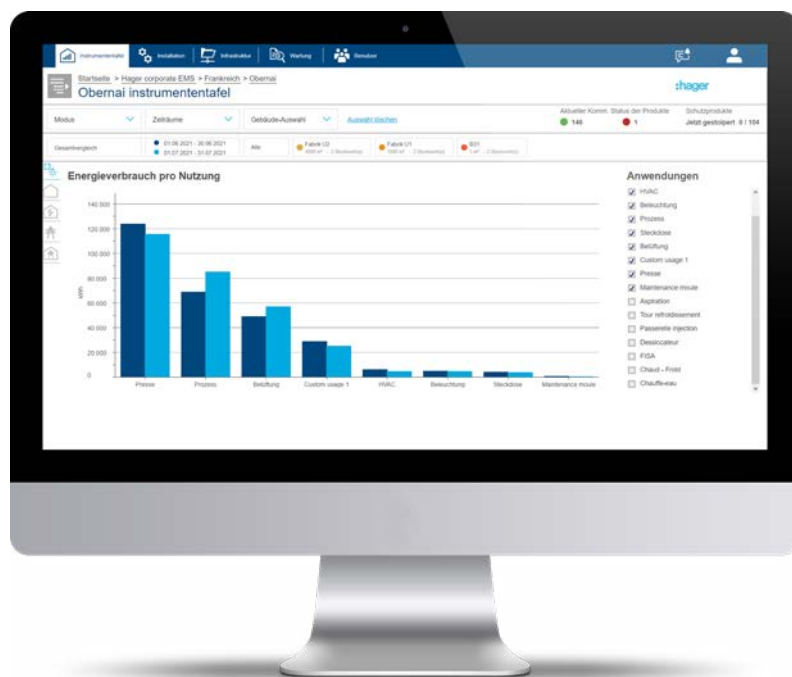 Instrumententafel Installation Infrastruktur Wartung Benutzer
Startseite > Hager corporate EMS > Frankreich > Obernai
Obernai instrumententafel
:hager
Modus Zeiträume Gebäude-Auswahl Auswahl löschen
Aktueller Komm. Status der Produkte
146 1
Schutzprodukte
Jetzt gestolpert 0 / 104
Gesamtvergleich
01.06.2021 - 30.06.2021
01.07.2021 - 31.07.2021
Alle
Fabrik U2
Fabrik U1
B31
Energieverbrauch pro Nutzung
kWh
140 000
120 000
100 000
80 000
60 000
40 000
20 000
0
Presse Prozess Belüftung Custom usage 1 HVAC Beleuchtung Steckdose Maintenance moule
Anwendungen
HVAC
Beleuchtung
Prozess
Steckdose
Belüftung
Custom usage 1
Presse
Maintenance moule
Aspiration
Tour refroidissement
Passerelle injection
Dessiccateur
FISA
Chaud - Froid
Chauffe-eau